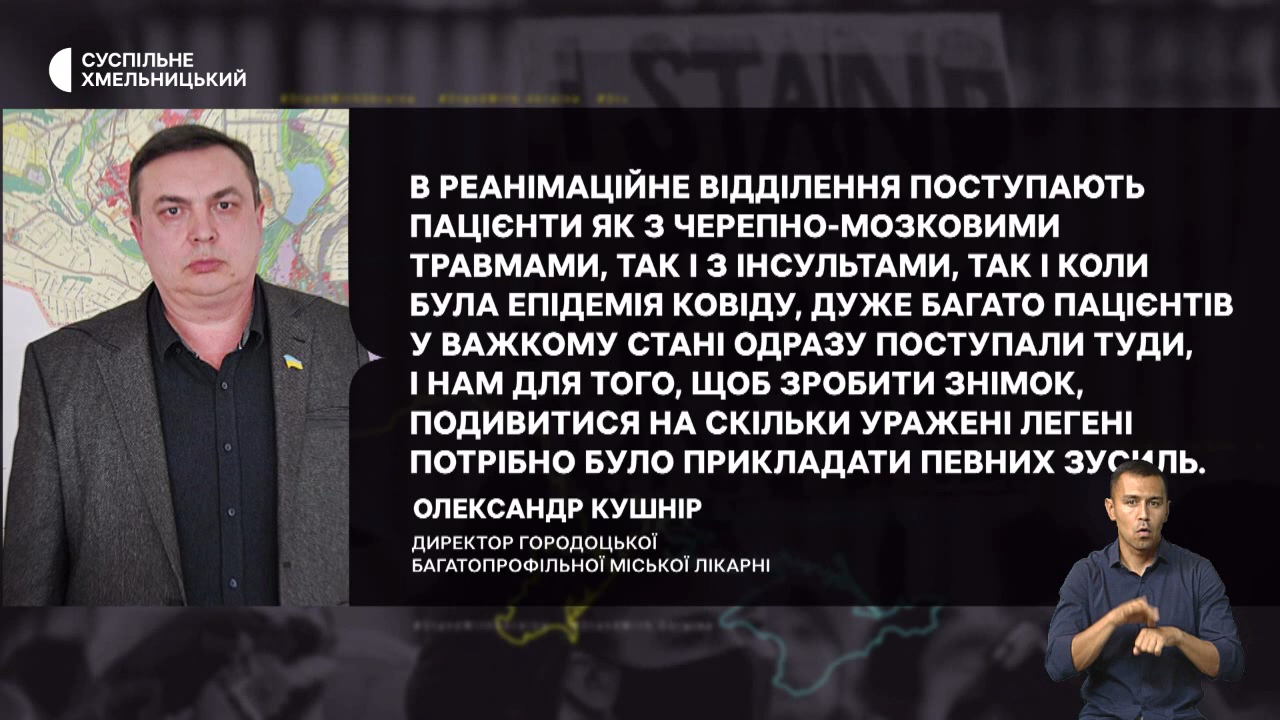 СУСПІЛЬНЕ
ХМЕЛЬНИЦЬКИЙ
I STAND
В РЕАНІМАЦІЙНЕ ВІДДІЛЕННЯ ПОСТУПАЮТЬ
ПАЦІЄНТИ ЯК З ЧЕРЕПНО-МОЗКОВИМИ
ТРАВМАМИ, ТАК І З ІНСУЛЬТАМИ, ТАК І КОЛИ
БУЛА ЕПІДЕМІЯ КОВІДУ, ДУЖЕ БАГАТО ПАЦІЄНТІВ
У ВАЖКОМУ СТАНІ ОДРАЗУ ПОСТУПАЛИ ТУДИ,
І НАМ ДЛЯ ТОГО, ЩОБ ЗРОБИТИ ЗНІМОК,
ПОДИВИТИСЯ НА СКІЛЬКИ УРАЖЕНІ ЛЕГЕНІ
ПОТРІБНО БУЛО ПРИКЛАДАТИ ПЕВНИХ ЗУСИЛЬ.
ОЛЕКСАНДР КУШНІР
ДИРЕКТОР ГОРОДОЦЬКОЇ
БАГАТОПРОФІЛЬНОЇ МІСЬКОЇ ЛІКАРНІ